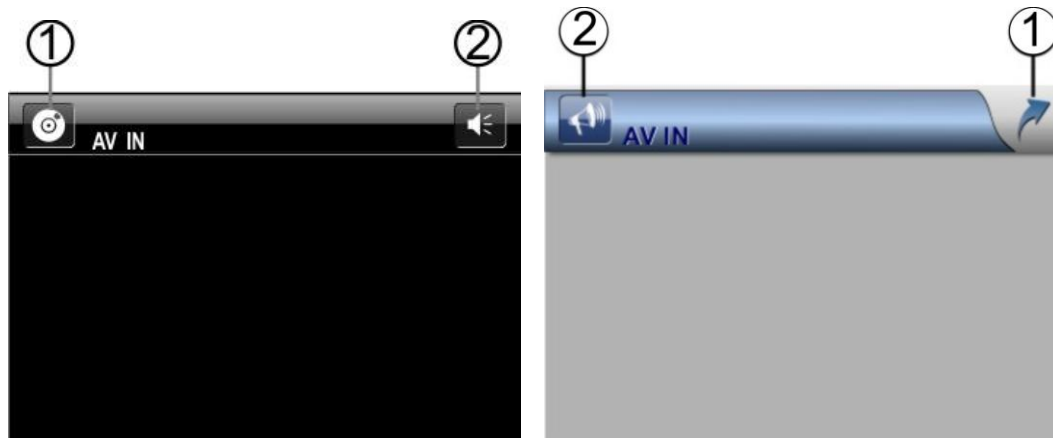 ① ②
AV IN
② ①
AV IN